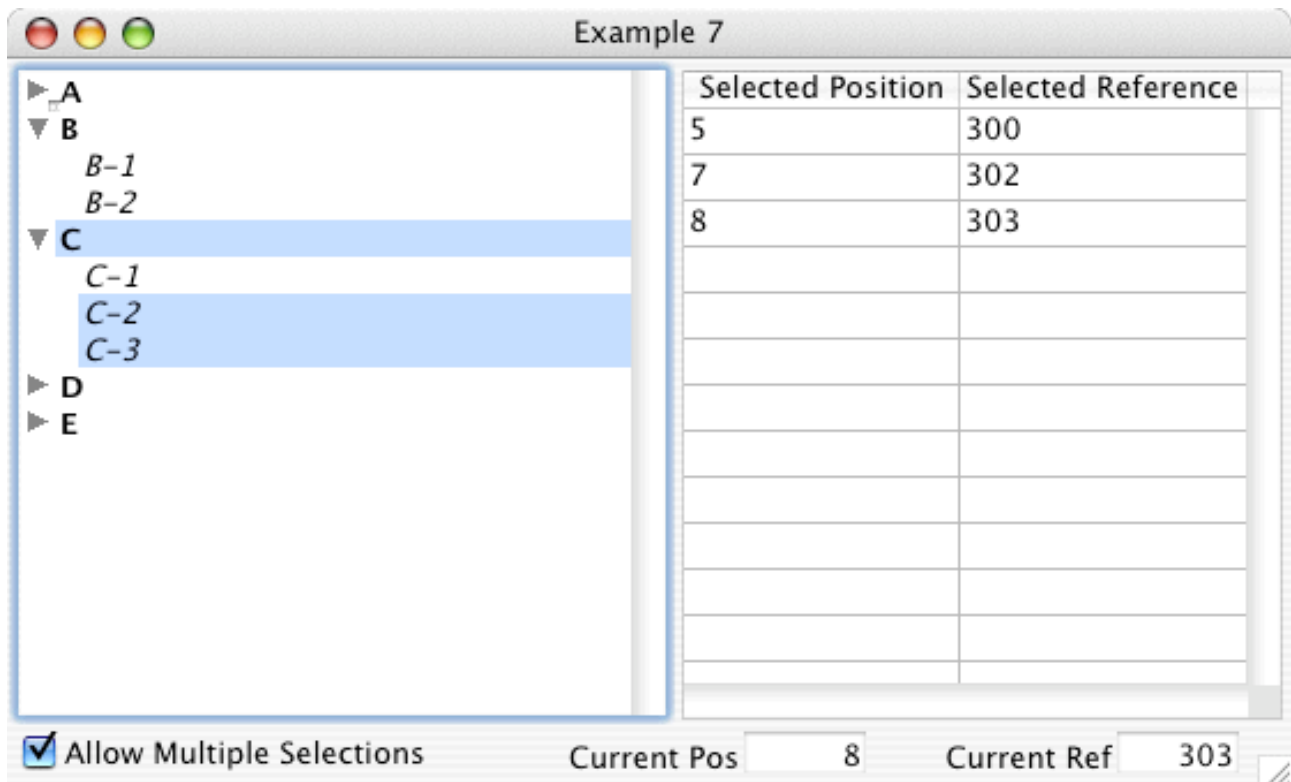 Example 7
A
B
B-1
B-2
C
C-1
C-2
C-3
D
E
Selected Position Selected Reference
5 300
7 302
8 303
Allow Multiple Selections Current Pos 8 Current Ref 303